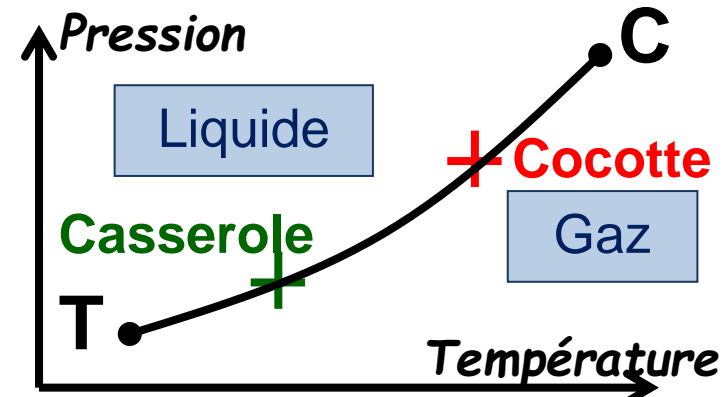 Pression
C
Liquide
Cocotte
Casserole
Gaz
T
Température